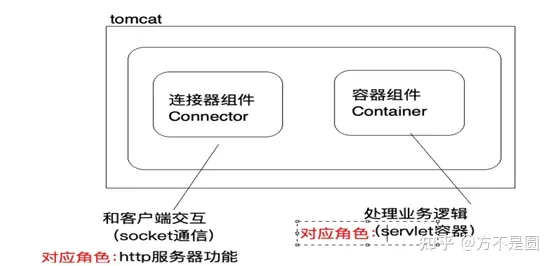 tomcat
连接器组件
Connector
容器组件
Container
和客户端交互
（socket通信）
对应角色：http服务器功能
处理业务逻辑
对应角色：（servlet容器）
知乎 @方不是圆